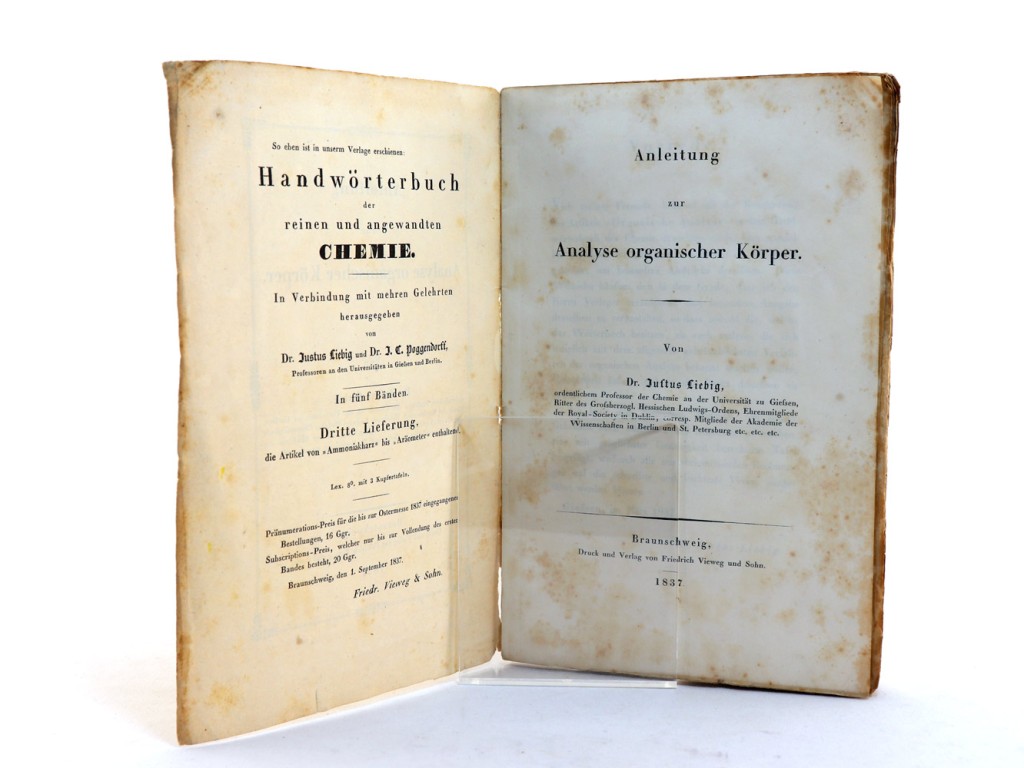 So eben ist in unserm Verlage erschienen:
Handwörterbuch
der
reinen und angewandten
CHEMIE.
In Verbindung mit mehren Gelehrten
herausgegeben
von
Dr. Justus Liebig und Dr. J. C. Poggendorff,
Professoren an den Universitäten in Gießen und Berlin.
In fünf Bänden.
Dritte Lieferung,
die Artikel von „Ammoniakharz“ bis „Aräometer“ enthaltend.
Lex. 8⁰. mit 2 Kupfertafeln.
Pränumerations-Preis für die bis zur Ostermesse 1837 eingegangenen
Bestellungen, 16 Ggr.
Subscriptions-Preis, welcher nur bis zur Vollendung des ersten
Bandes besteht, 20 Ggr.
Braunschweig, den 1. September 1837.
Friedr. Vieweg & Sohn.
Anleitung
zur
Analyse organischer Körper.
Von
Dr. Juſtus Liebig,
ordentlichem Professor der Chemie an der Universität zu Gieſsen,
Ritter des Groſsherzogl. Hessischen Ludwigs-Ordens, Ehrenmitgliede
der Royal-Societe in Dublin, corresp. Mitgliede der Akademie der
Wissenschaften in Berlin und St. Petersburg etc. etc. etc.
Braunschweig,
Druck und Verlag von Friedrich Vieweg und Sohn.
1837